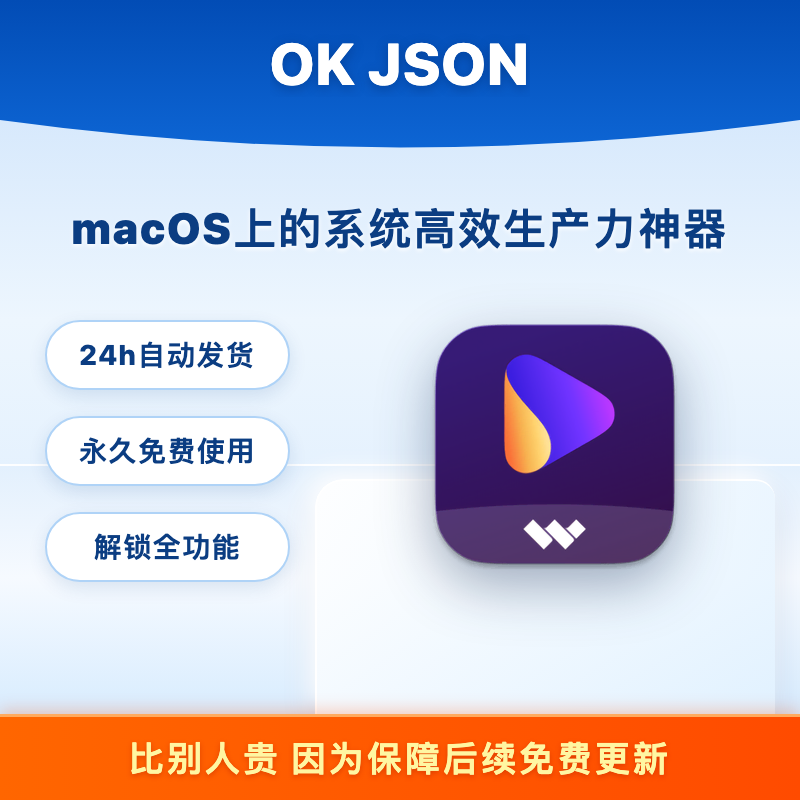 OK JSON
macOS上的系统高效生产力神器
24h自动发货
永久免费使用
解锁全功能
比别人贵 因为保障后续免费更新